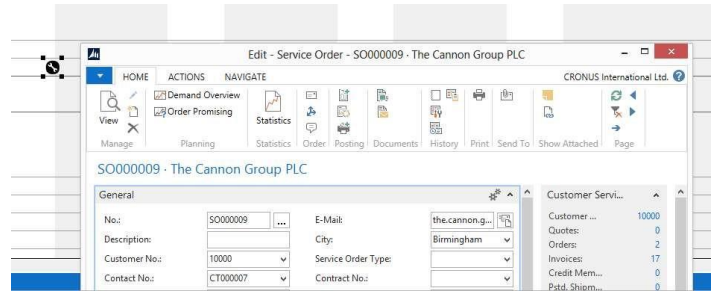 Edit - Service Order - SO000009 · The Cannon Group PLC
HOME ACTIONS NAVIGATE CRONUS International Ltd.
View
Demand Overview
Order Promising
Statistics
Manage Planning Statistics Order Posting Documents History Print Send To Show Attached Page
SO000009 · The Cannon Group PLC
General
No.: SO000009 ... E-Mail: the.cannon.g...
Description: City: Birmingham
Customer No.: 10000 Service Order Type:
Contact No.: CT000007 Contract No.:
Customer Servi...
Customer ... 10000
Quotes: 0
Orders: 2
Invoices: 17
Credit Mem... 0
Pstd. Shipm... 0